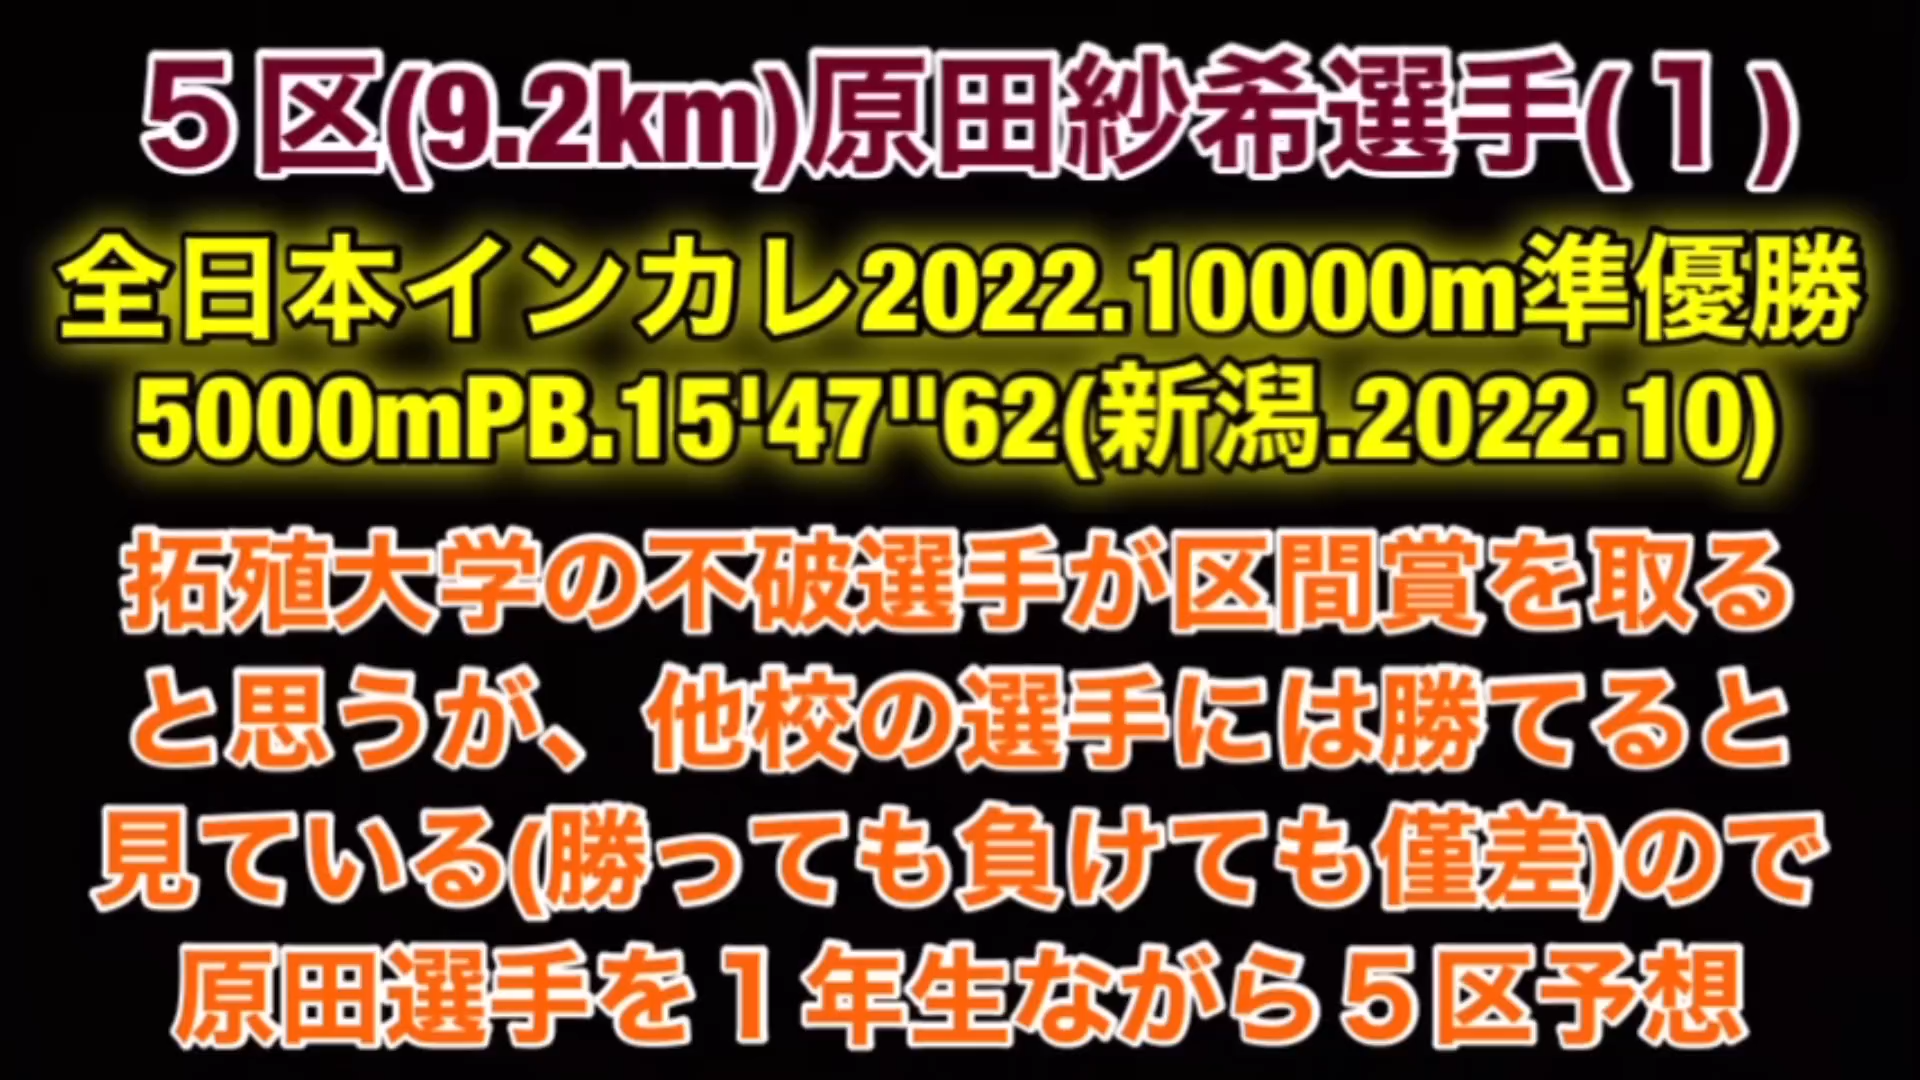 ５区(9.2km)原田紗希選手(１)
全日本インカレ2022.10000m準優勝
5000mPB.15'47"62(新潟.2022.10)
拓殖大学の不破選手が区間賞を取る
と思うが、他校の選手には勝てると
見ている(勝っても負けても僅差)ので
原田選手を１年生ながら５区予想